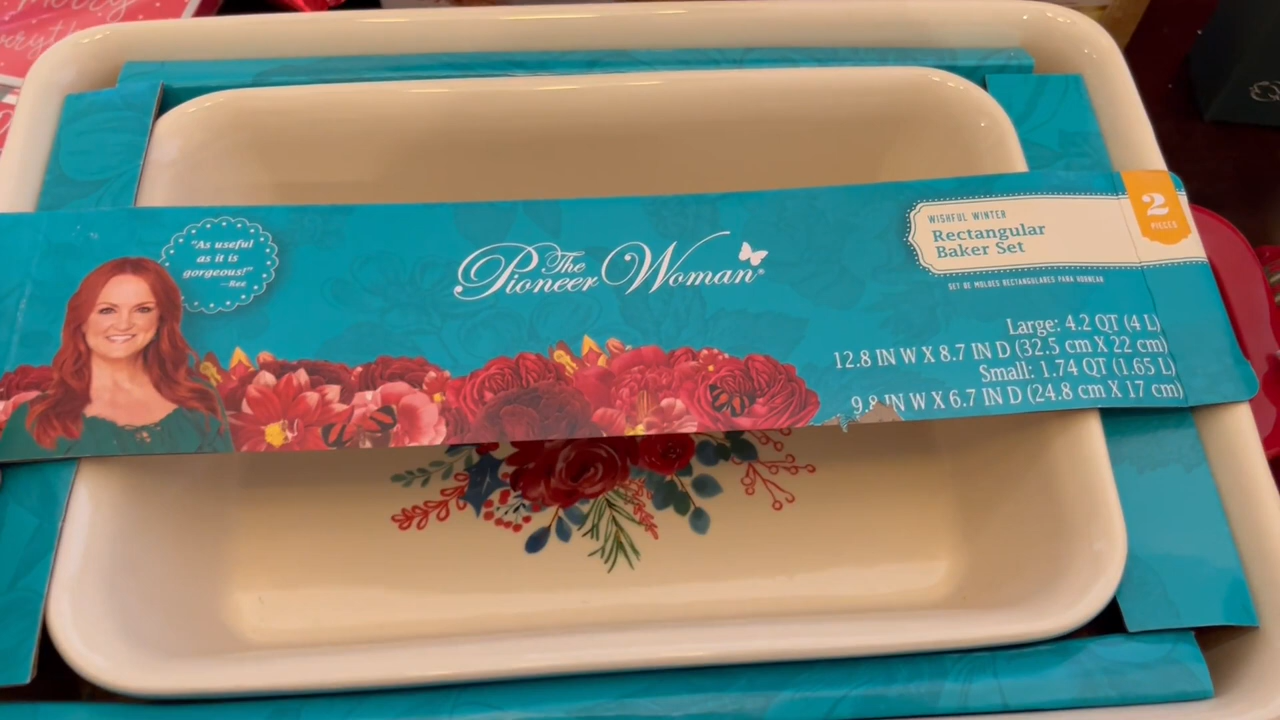 Merry
everyth
"As useful
as it is
gorgeous!"
—Ree
The
Pioneer Woman®
WISHFUL WINTER
Rectangular
Baker Set
2
PIECES
SET DE MOLDES RECTANGULARES PARA HORNEAR
Large: 4.2 QT (4 L)
12.8 IN W X 8.7 IN D (32.5 cm X 22 cm)
Small: 1.74 QT (1.65 L)
9.8 IN W X 6.7 IN D (24.8 cm X 17 cm)